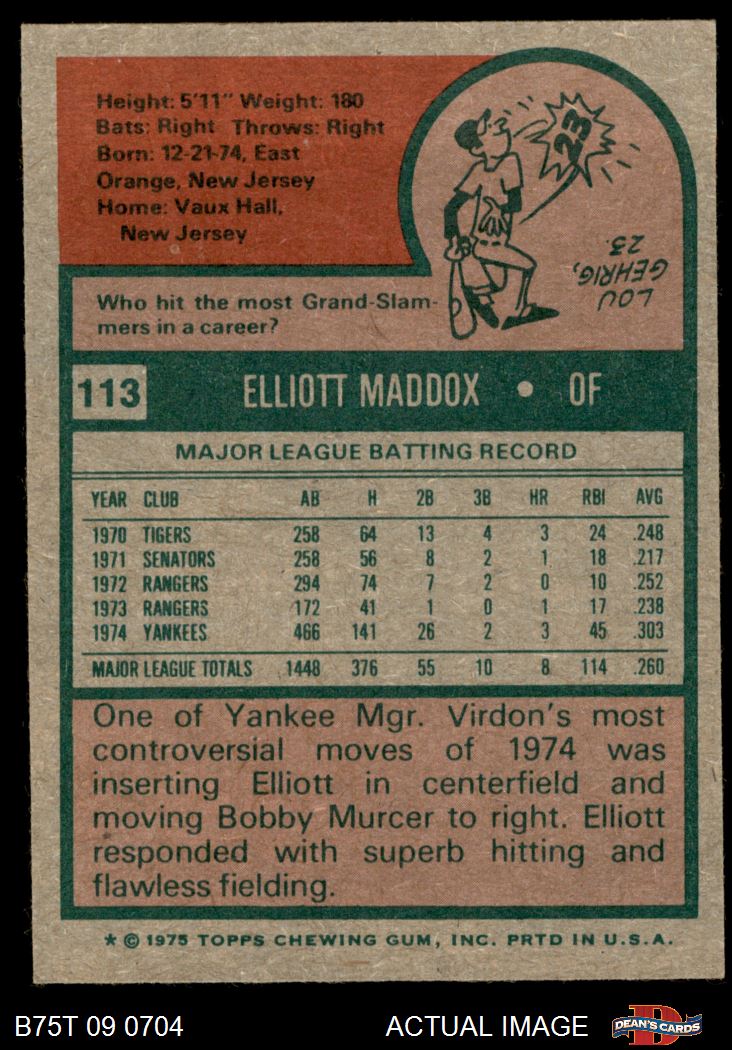 Height: 5'11" Weight: 180
Bats: Right Throws: Right
Born: 12-21-74, East
Orange, New Jersey
Home: Vaux Hall,
New Jersey
23
LOU
GEHRIG,
23.
Who hit the most Grand-Slam-
mers in a career?
113 ELLIOTT MADDOX • OF
MAJOR LEAGUE BATTING RECORD
YEAR CLUB AB H 2B 3B HR RBI AVG
1970 TIGERS 258 64 13 4 3 24 .248
1971 SENATORS 258 56 8 2 1 18 .217
1972 RANGERS 294 74 7 2 0 10 .252
1973 RANGERS 172 41 1 0 1 17 .238
1974 YANKEES 466 141 26 2 3 45 .303
MAJOR LEAGUE TOTALS 1448 376 55 10 8 114 .260
One of Yankee Mgr. Virdon's most
controversial moves of 1974 was
inserting Elliott in centerfield and
moving Bobby Murcer to right. Elliott
responded with superb hitting and
flawless fielding.
* © 1975 TOPPS CHEWING GUM, INC. PRTD IN U.S.A.
B75T 09 0704 ACTUAL IMAGE D DEAN'S CARDS